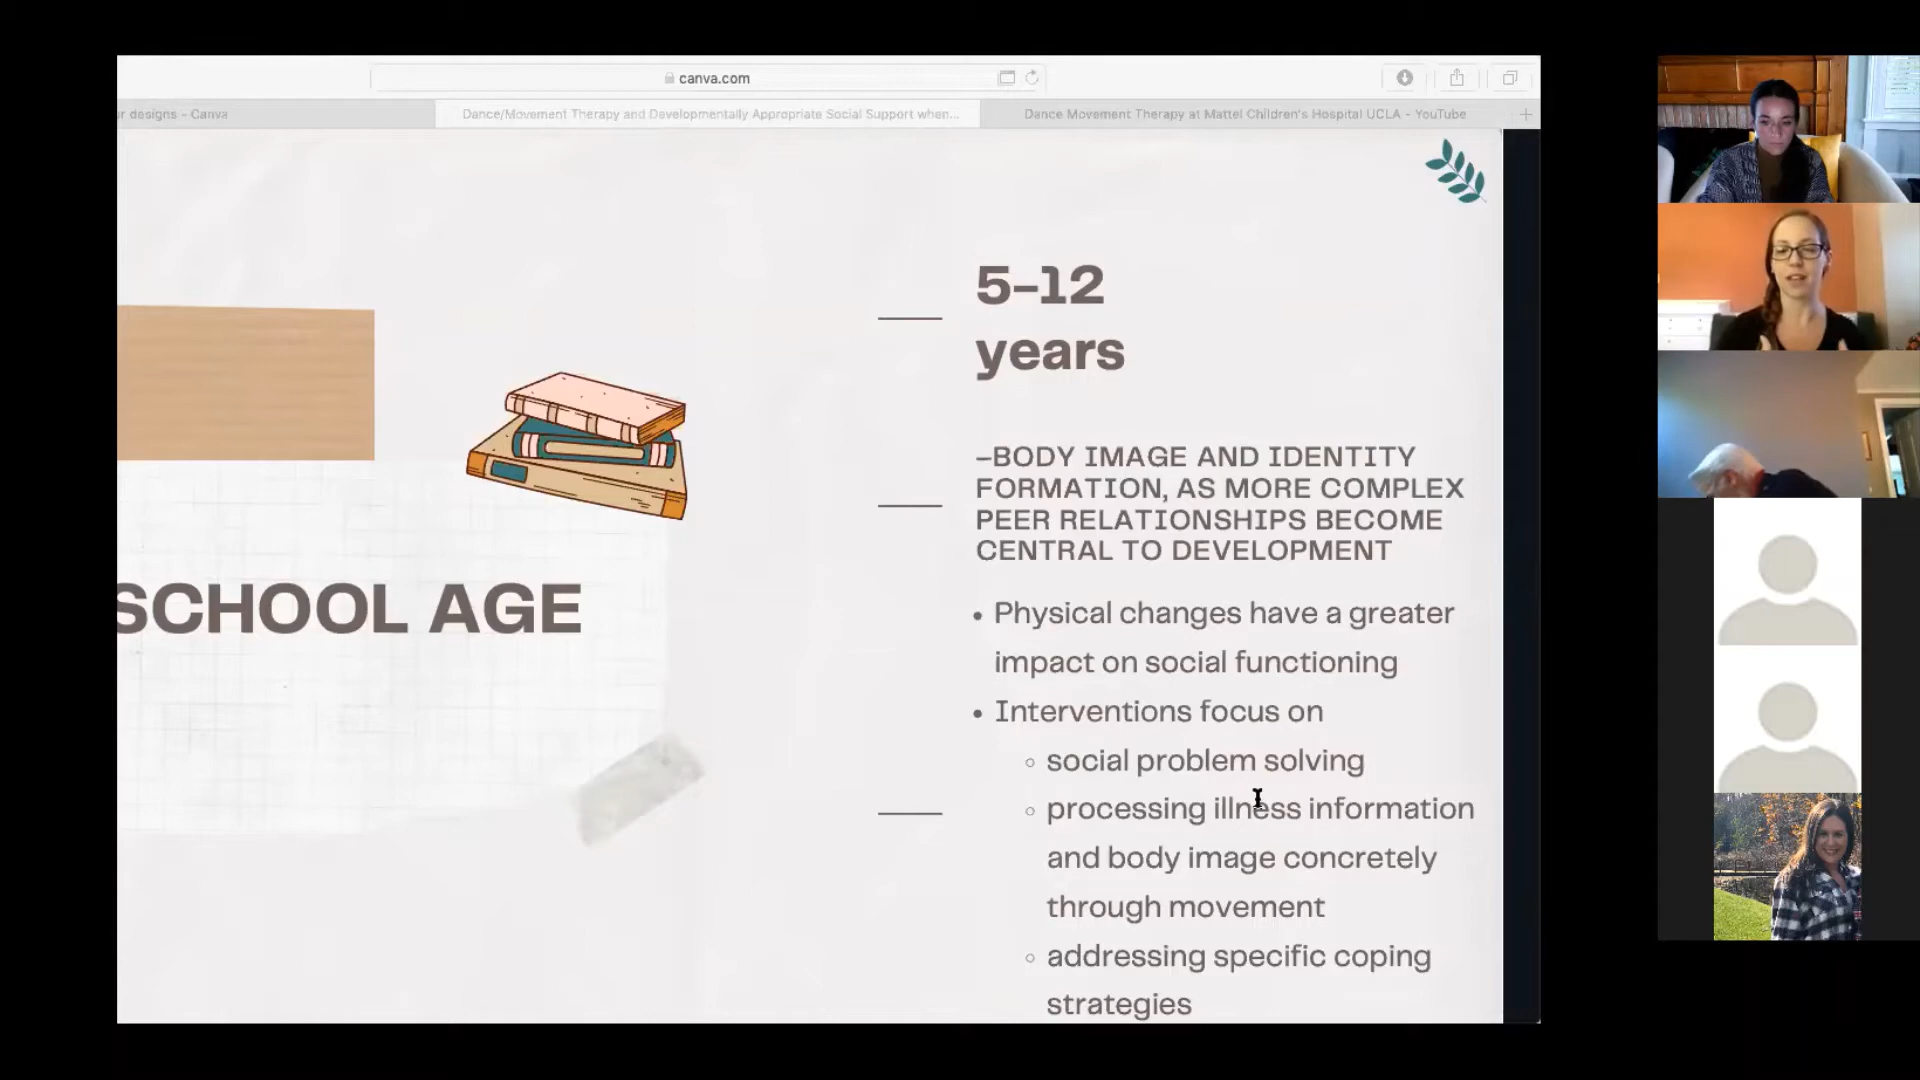 canva.com
r designs - Canva
Dance/Movement Therapy and Developmentally Appropriate Social Support when...
Dance Movement Therapy at Mattel Children's Hospital UCLA - YouTube
SCHOOL AGE
5-12
years
-BODY IMAGE AND IDENTITY
FORMATION, AS MORE COMPLEX
PEER RELATIONSHIPS BECOME
CENTRAL TO DEVELOPMENT
• Physical changes have a greater
impact on social functioning
• Interventions focus on
◦ social problem solving
◦ processing illness information
and body image concretely
through movement
◦ addressing specific coping
strategies